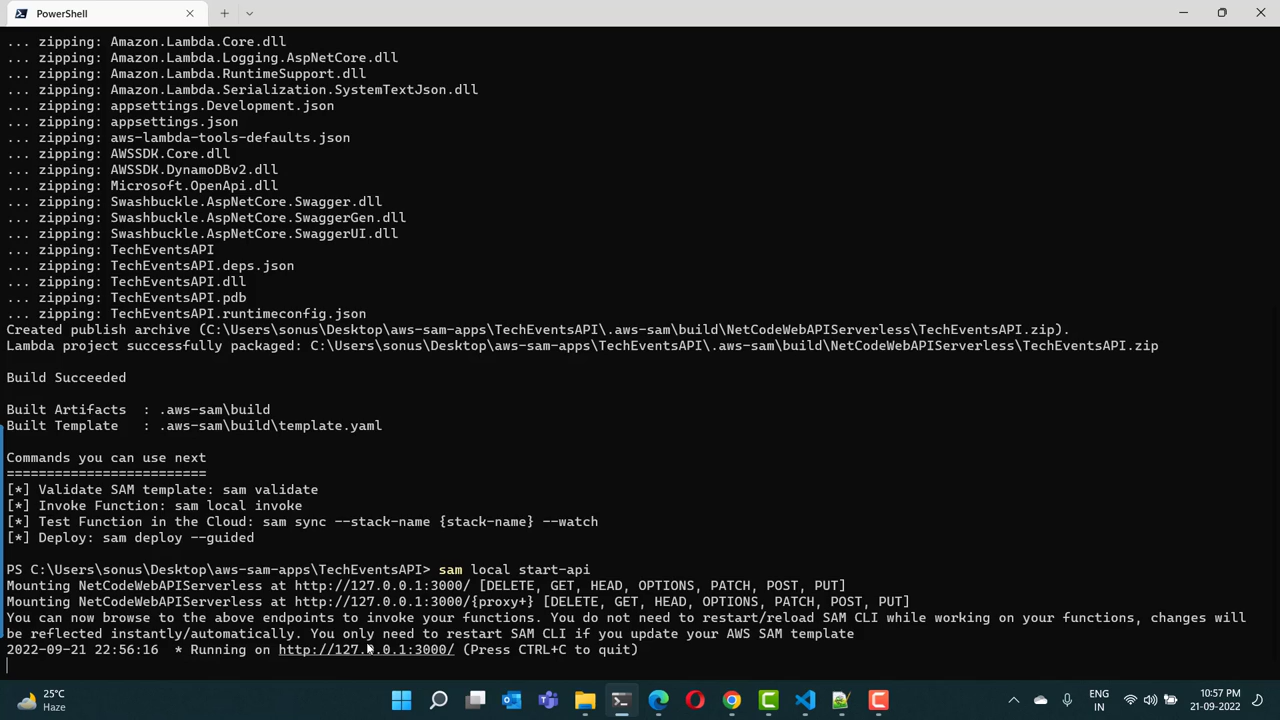 PowerShell
... zipping: Amazon.Lambda.Core.dll
... zipping: Amazon.Lambda.Logging.AspNetCore.dll
... zipping: Amazon.Lambda.RuntimeSupport.dll
... zipping: Amazon.Lambda.Serialization.SystemTextJson.dll
... zipping: appsettings.Development.json
... zipping: appsettings.json
... zipping: aws-lambda-tools-defaults.json
... zipping: AWSSDK.Core.dll
... zipping: AWSSDK.DynamoDBv2.dll
... zipping: Microsoft.OpenApi.dll
... zipping: Swashbuckle.AspNetCore.Swagger.dll
... zipping: Swashbuckle.AspNetCore.SwaggerGen.dll
... zipping: Swashbuckle.AspNetCore.SwaggerUI.dll
... zipping: TechEventsAPI
... zipping: TechEventsAPI.deps.json
... zipping: TechEventsAPI.dll
... zipping: TechEventsAPI.pdb
... zipping: TechEventsAPI.runtimeconfig.json
Created publish archive (C:\Users\sonus\Desktop\aws-sam-apps\TechEventsAPI\.aws-sam\build\NetCodeWebAPIServerless\TechEventsAPI.zip).
Lambda project successfully packaged: C:\Users\sonus\Desktop\aws-sam-apps\TechEventsAPI\.aws-sam\build\NetCodeWebAPIServerless\TechEventsAPI.zip
Build Succeeded
Built Artifacts  : .aws-sam\build
Built Template   : .aws-sam\build\template.yaml
Commands you can use next
=========================
[*] Validate SAM template: sam validate
[*] Invoke Function: sam local invoke
[*] Test Function in the Cloud: sam sync --stack-name {stack-name} --watch
[*] Deploy: sam deploy --guided
PS C:\Users\sonus\Desktop\aws-sam-apps\TechEventsAPI> sam local start-api
Mounting NetCodeWebAPIServerless at http://127.0.0.1:3000/ [DELETE, GET, HEAD, OPTIONS, PATCH, POST, PUT]
Mounting NetCodeWebAPIServerless at http://127.0.0.1:3000/{proxy+} [DELETE, GET, HEAD, OPTIONS, PATCH, POST, PUT]
You can now browse to the above endpoints to invoke your functions. You do not need to restart/reload SAM CLI while working on your functions, changes will
be reflected instantly/automatically. You only need to restart SAM CLI if you update your AWS SAM template
2022-09-21 22:56:16  * Running on http://127.0.0.1:3000/ (Press CTRL+C to quit)
25°C
Haze
ENG
IN
10:57 PM
21-09-2022